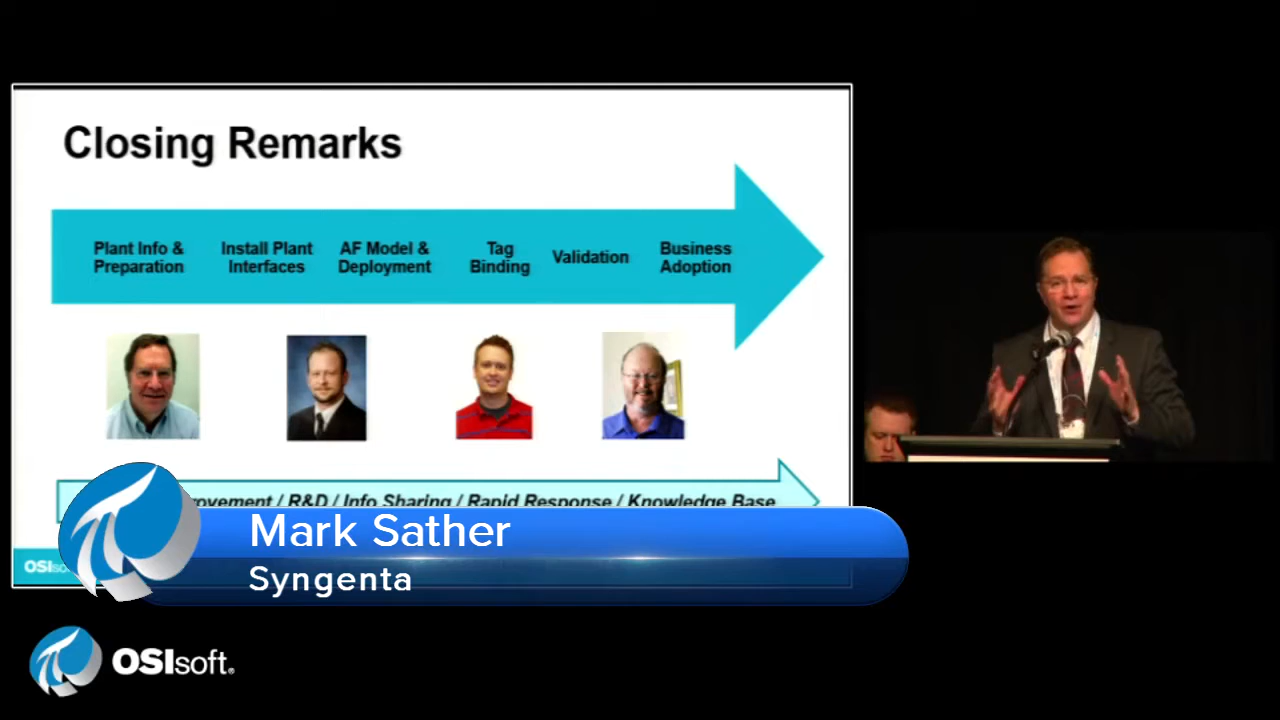 Closing Remarks
Plant Info &
Preparation
Install Plant
Interfaces
AF Model &
Deployment
Tag
Binding
Validation
Business
Adoption
/ R&D / Info Sharing / Rapid Response / Knowledge Base
Mark Sather
Syngenta
OSIsoft.